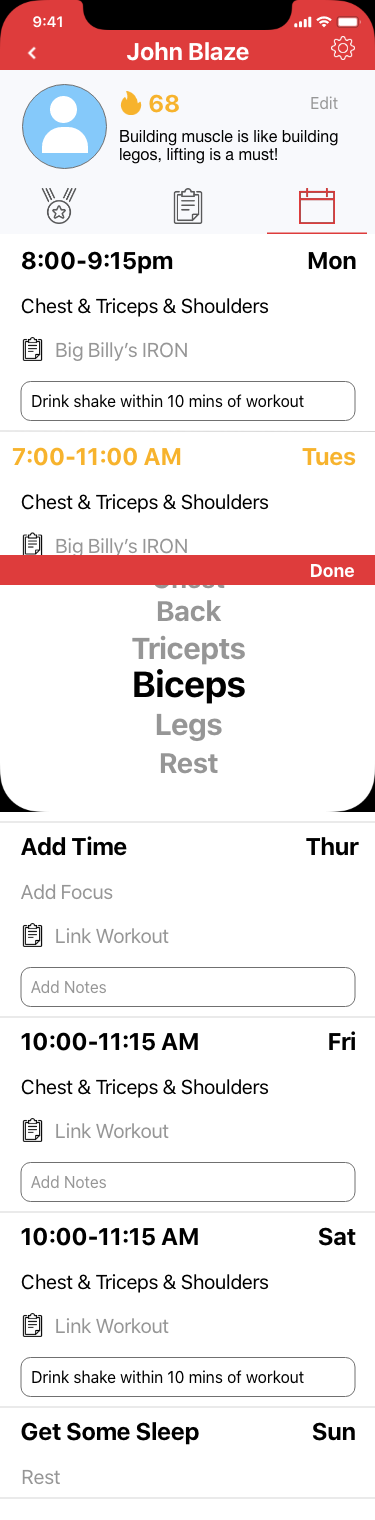 9:41
John Blaze
68
Edit
Building muscle is like building
legos, lifting is a must!
8:00-9:15pm Mon
Chest & Triceps & Shoulders
Big Billy’s IRON
Drink shake within 10 mins of workout
7:00-11:00 AM Tues
Chest & Triceps & Shoulders
Big Billy’s IRON
Done
Chest
Back
Tricepts
Biceps
Legs
Rest
Add Time Thur
Add Focus
Link Workout
Add Notes
10:00-11:15 AM Fri
Chest & Triceps & Shoulders
Link Workout
Add Notes
10:00-11:15 AM Sat
Chest & Triceps & Shoulders
Link Workout
Drink shake within 10 mins of workout
Get Some Sleep Sun
Rest